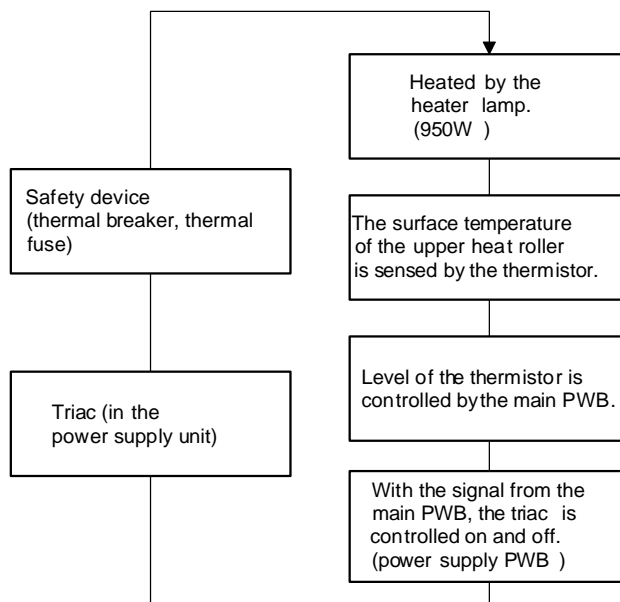 Heated by the
heater lamp.
(950W )
Safety device
(thermal breaker, thermal
fuse)
The surface temperature
of the upper heat roller
is sensed by the thermistor.
Level of the thermistor is
controlled by the main PWB.
Triac (in the
power supply unit)
With the signal from the
main PWB, the triac is
controlled on and off.
(power supply PWB )